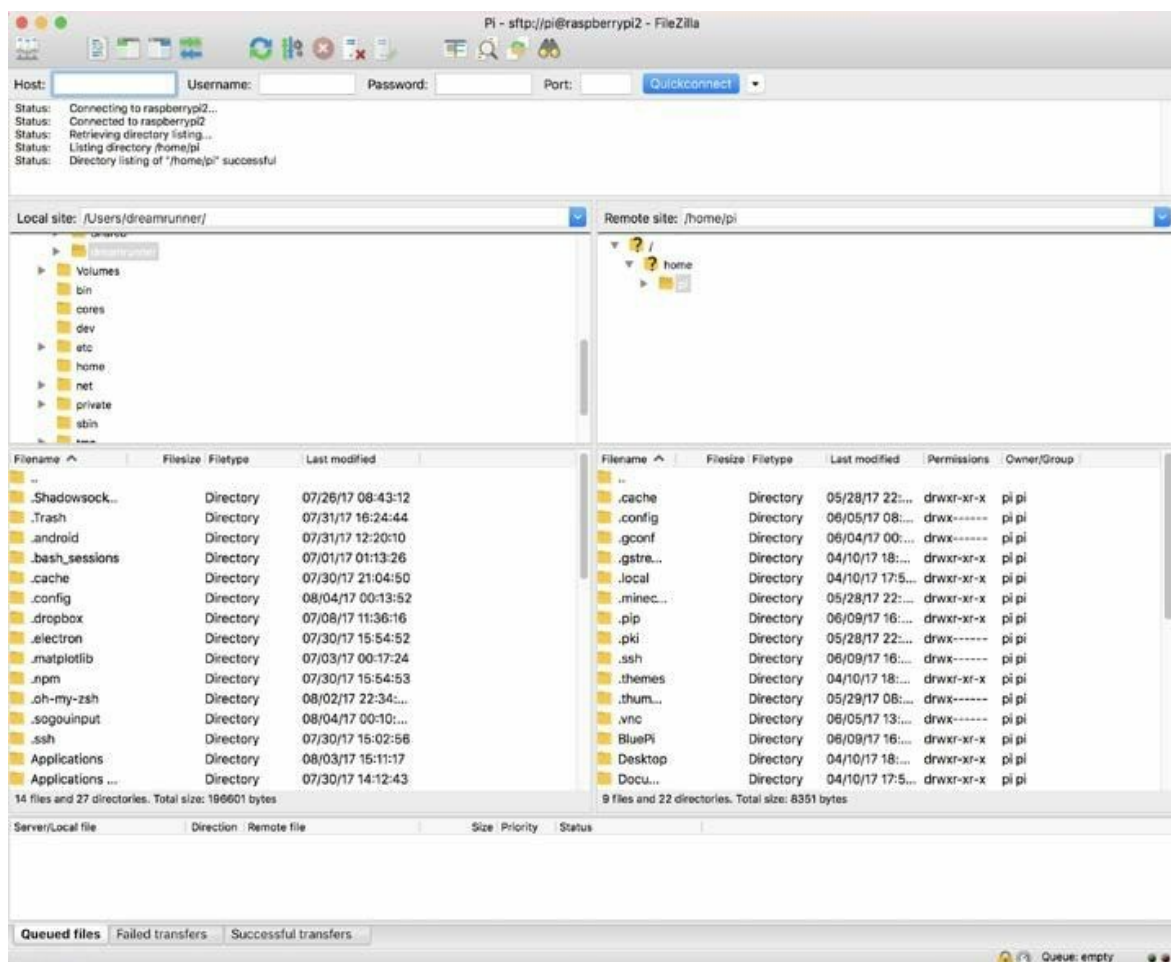 Pi - sftp://pi@raspberrypi2 - FileZilla
Host: Username: Password: Port: Quickconnect
Status: Connecting to raspberrypi2...
Status: Connected to raspberrypi2
Status: Retrieving directory listing...
Status: Listing directory /home/pi
Status: Directory listing of "/home/pi" successful
Local site: /Users/dreamrunner/
dreamrunner
Volumes
bin
cores
dev
etc
home
net
private
sbin
Remote site: /home/pi
/
home
pi
Filename Filesize Filetype Last modified
..
.Shadowsock... Directory 07/26/17 08:43:12
.Trash Directory 07/31/17 16:24:44
.android Directory 07/31/17 12:20:10
.bash_sessions Directory 07/01/17 01:13:26
.cache Directory 07/30/17 21:04:50
.config Directory 08/04/17 00:13:52
.dropbox Directory 07/08/17 11:36:16
.electron Directory 07/30/17 15:54:52
.matplotlib Directory 07/03/17 00:17:24
.npm Directory 07/30/17 15:54:53
.oh-my-zsh Directory 08/02/17 22:34:...
.sogouinput Directory 08/04/17 00:10:...
.ssh Directory 07/30/17 15:02:56
Applications Directory 08/03/17 15:11:17
Applications ... Directory 07/30/17 14:12:43
14 files and 27 directories. Total size: 196601 bytes
Filename Filesize Filetype Last modified Permissions Owner/Group
..
.cache Directory 05/28/17 22:... drwxr-xr-x pi pi
.config Directory 06/05/17 08:... drwx------ pi pi
.gconf Directory 06/04/17 00:... drwx------ pi pi
.gstre... Directory 04/10/17 18:... drwxr-xr-x pi pi
.local Directory 04/10/17 17:5... drwxr-xr-x pi pi
.minec... Directory 05/28/17 22:... drwxr-xr-x pi pi
.pip Directory 06/09/17 16:... drwxr-xr-x pi pi
.pki Directory 05/28/17 22:... drwx------ pi pi
.ssh Directory 06/09/17 16:... drwx------ pi pi
.themes Directory 04/10/17 18:... drwxr-xr-x pi pi
.thum... Directory 05/29/17 08:... drwx------ pi pi
.vnc Directory 06/05/17 13:... drwx------ pi pi
BluePi Directory 06/09/17 16:... drwxr-xr-x pi pi
Desktop Directory 04/10/17 18:... drwxr-xr-x pi pi
Docu... Directory 04/10/17 17:5... drwxr-xr-x pi pi
9 files and 22 directories. Total size: 8351 bytes
Server/Local file Direction Remote file Size Priority Status
Queued files Failed transfers Successful transfers
Queue: empty